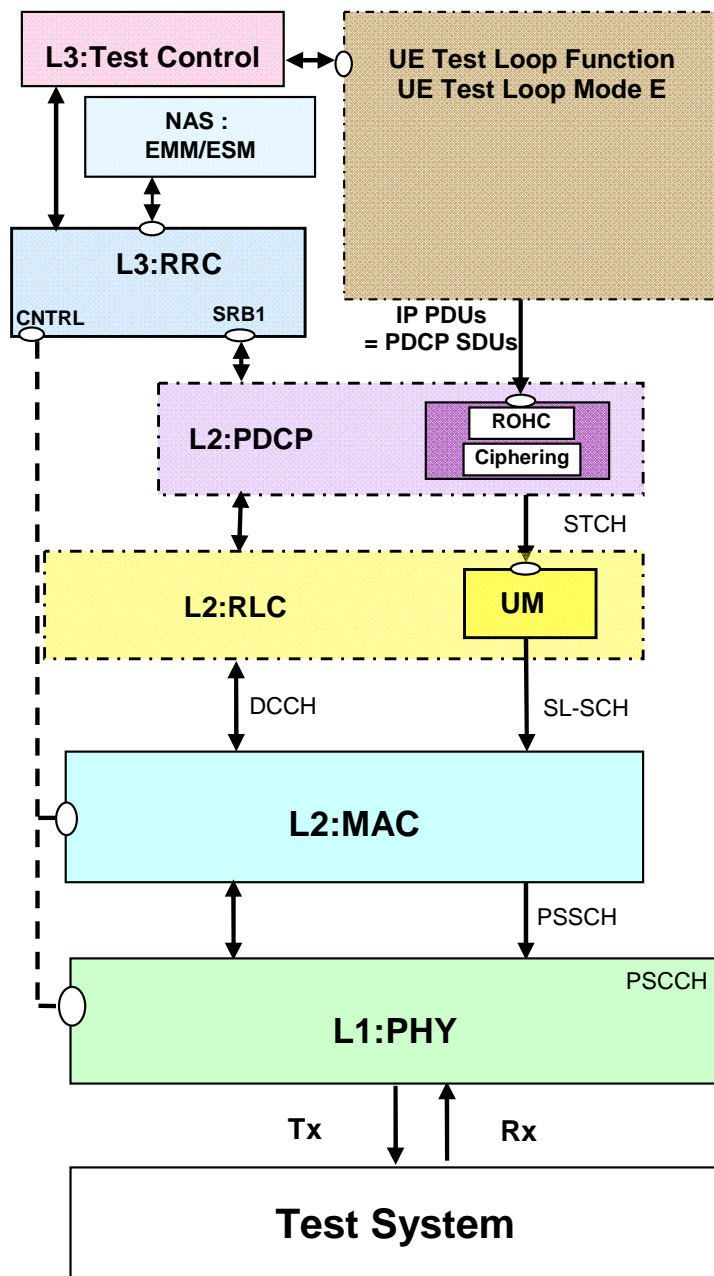 L3:Test Control
UE Test Loop Function
UE Test Loop Mode E
NAS :
EMM/ESM
L3:RRC
CNTRL
SRB1
IP PDUs
= PDCP SDUs
L2:PDCP
ROHC
Ciphering
STCH
L2:RLC
UM
DCCH
SL-SCH
L2:MAC
PSSCH
PSCCH
L1:PHY
Tx
Rx
Test System